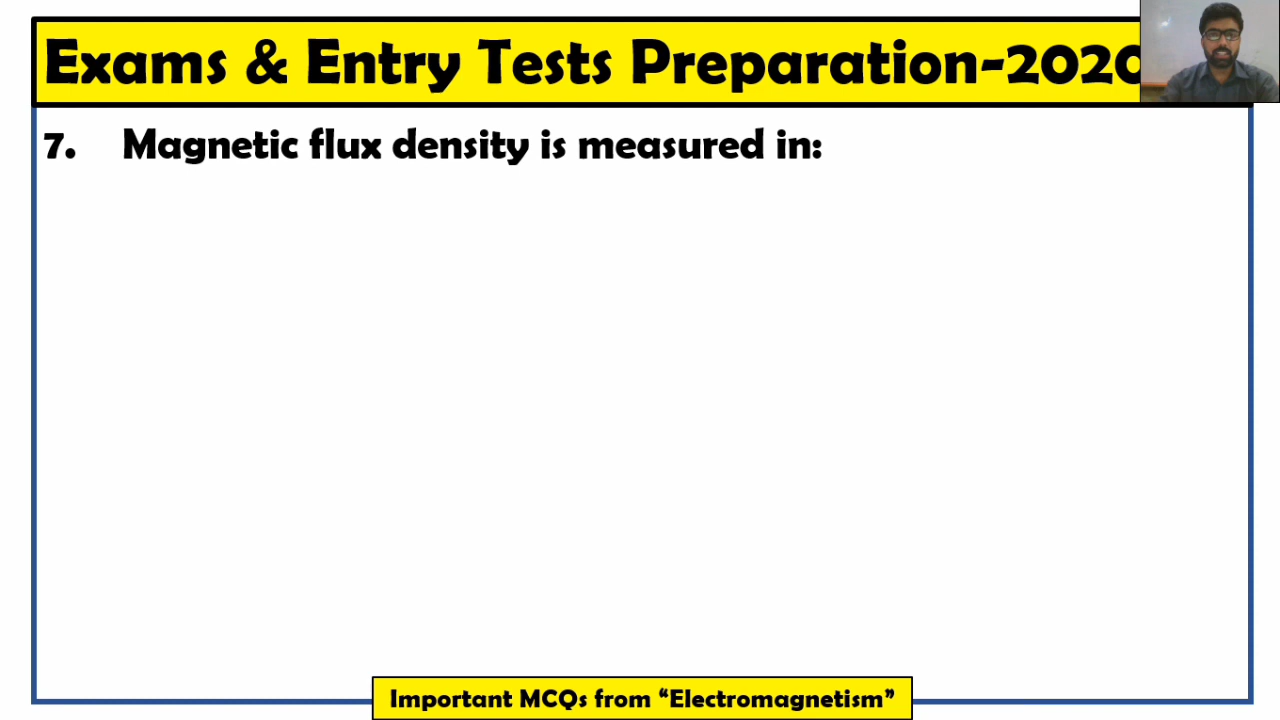 Exams & Entry Tests Preparation-2020
7. Magnetic flux density is measured in:
Important MCQs from “Electromagnetism”